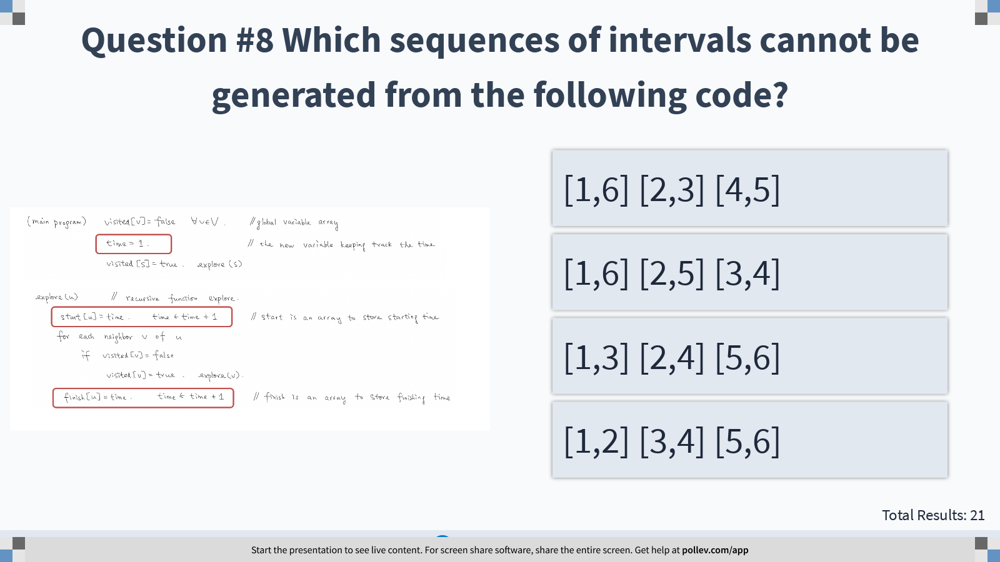 Question #8 Which sequences of intervals cannot be
generated from the following code?
(main program) visited[v]= false ∀v∈V . //global variable array
time = 1 . // the new variable keeping track the time
visited [s]= true . explore (s)
explore(u) // recursive function explore.
start[u]= time . time ← time + 1 // start is an array to store starting time
for each neighbor v of u
if visited[v]= false
visited[v]= true . explore(v).
finish[u]= time . time ← time + 1 // finish is an array to store finishing time
[1,6] [2,3] [4,5]
[1,6] [2,5] [3,4]
[1,3] [2,4] [5,6]
[1,2] [3,4] [5,6]
Total Results: 21
Start the presentation to see live content. For screen share software, share the entire screen. Get help at pollev.com/app